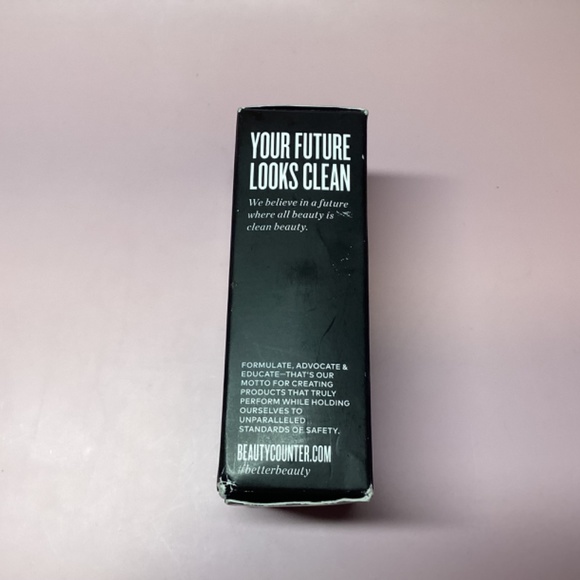 YOUR FUTURE
LOOKS CLEAN
We believe in a future
where all beauty is
clean beauty.
FORMULATE, ADVOCATE &
EDUCATE—THAT'S OUR
MOTTO FOR CREATING
PRODUCTS THAT TRULY
PERFORM WHILE HOLDING
OURSELVES TO
UNPARALLELED
STANDARDS OF SAFETY.
BEAUTYCOUNTER.COM
#betterbeauty